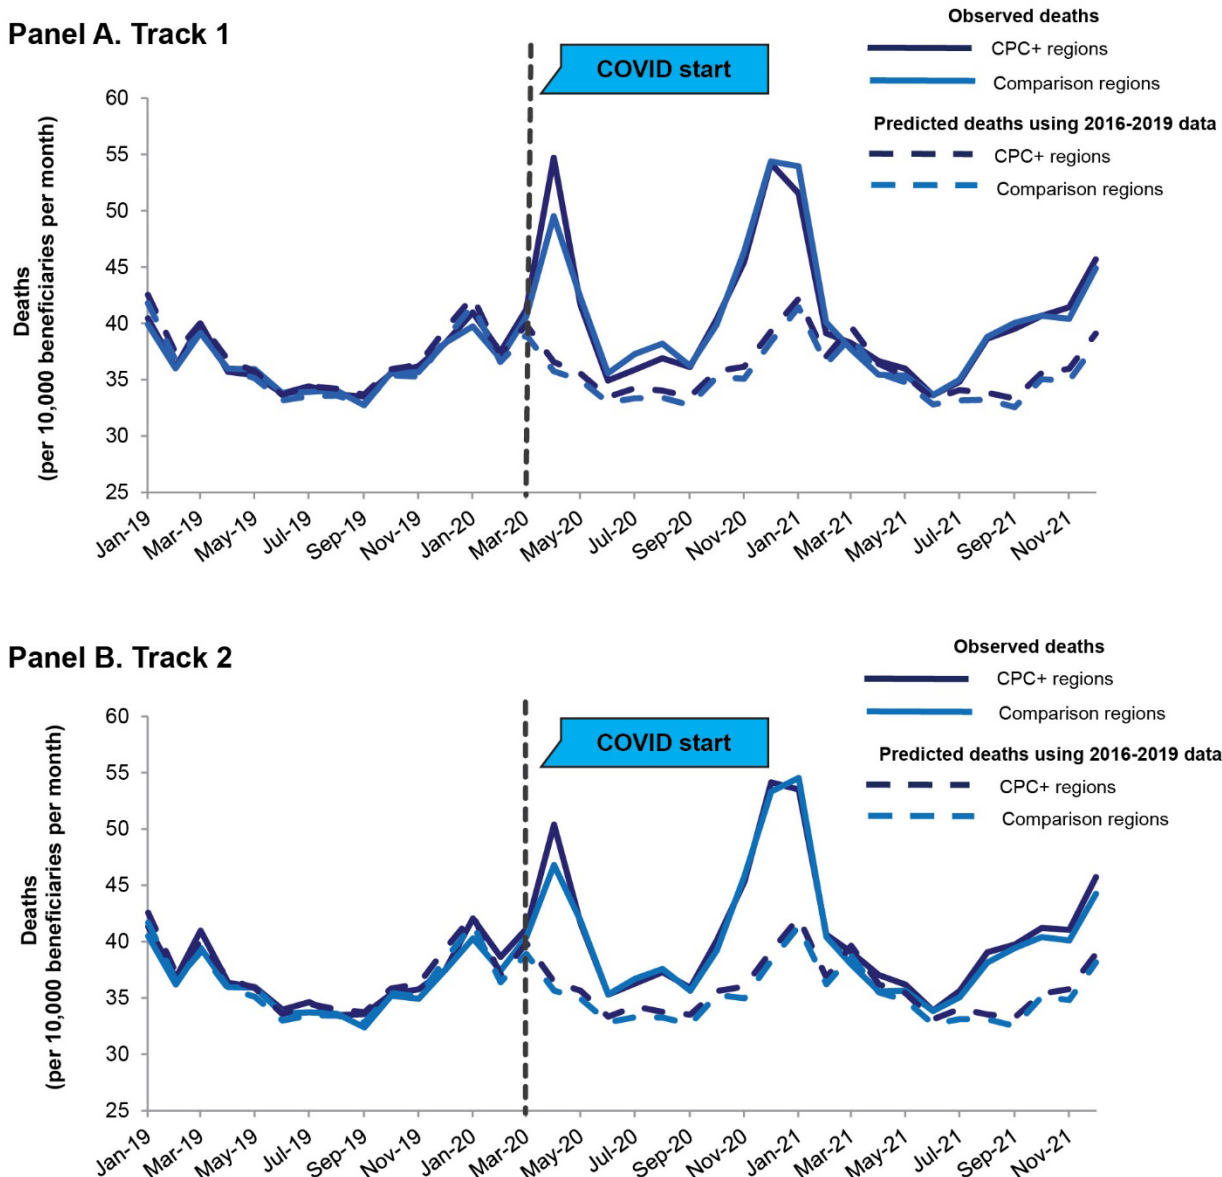 Panel A. Track 1
Observed deaths
CPC+ regions
Comparison regions
Predicted deaths using 2016-2019 data
CPC+ regions
Comparison regions
COVID start
Deaths
(per 10,000 beneficiaries per month)
60
55
50
45
40
35
30
25
Jan-19
Mar-19
May-19
Jul-19
Sep-19
Nov-19
Jan-20
Mar-20
May-20
Jul-20
Sep-20
Nov-20
Jan-21
Mar-21
May-21
Jul-21
Sep-21
Nov-21
Panel B. Track 2
Observed deaths
CPC+ regions
Comparison regions
Predicted deaths using 2016-2019 data
CPC+ regions
Comparison regions
COVID start
Deaths
(per 10,000 beneficiaries per month)
60
55
50
45
40
35
30
25
Jan-19
Mar-19
May-19
Jul-19
Sep-19
Nov-19
Jan-20
Mar-20
May-20
Jul-20
Sep-20
Nov-20
Jan-21
Mar-21
May-21
Jul-21
Sep-21
Nov-21